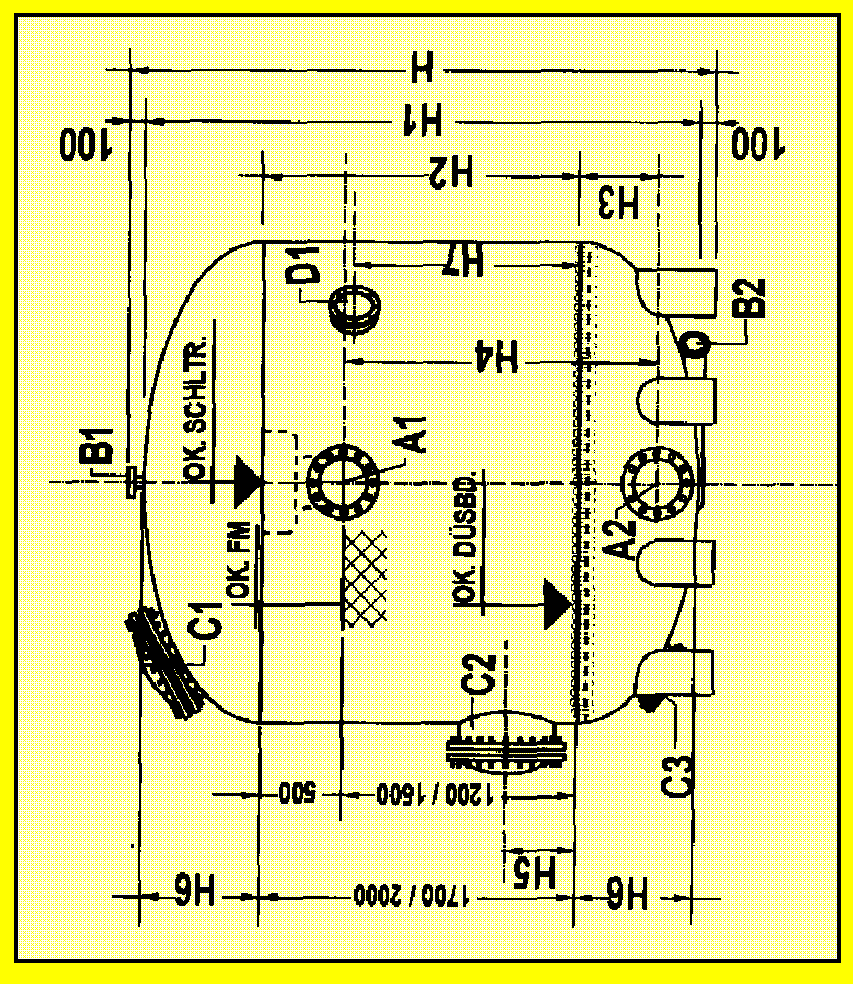 H
H1
100
100
H2
H3
D1
H7
B2
H4
OK. SCHLTR.
B1
A1
OK. DÜSBD.
OK. FM
A2
C1
C2
C3
500
1200 / 1500
H5
H6
1700 / 2000
H6